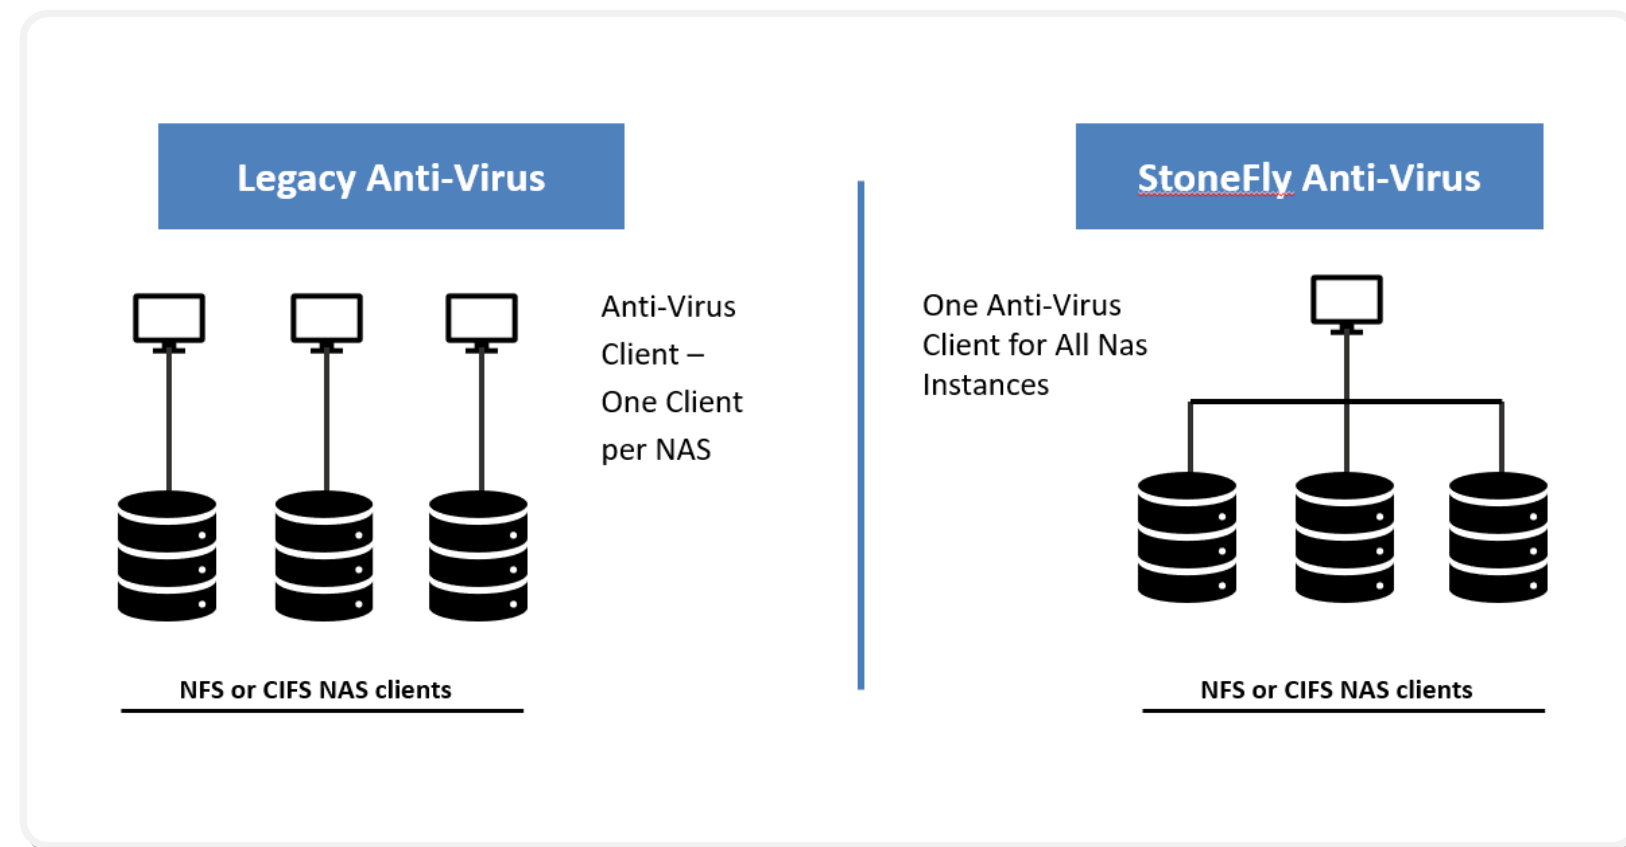 Legacy Anti-Virus
Anti-Virus
Client –
One Client
per NAS
NFS or CIFS NAS clients
StoneFly Anti-Virus
One Anti-Virus
Client for All Nas
Instances
NFS or CIFS NAS clients